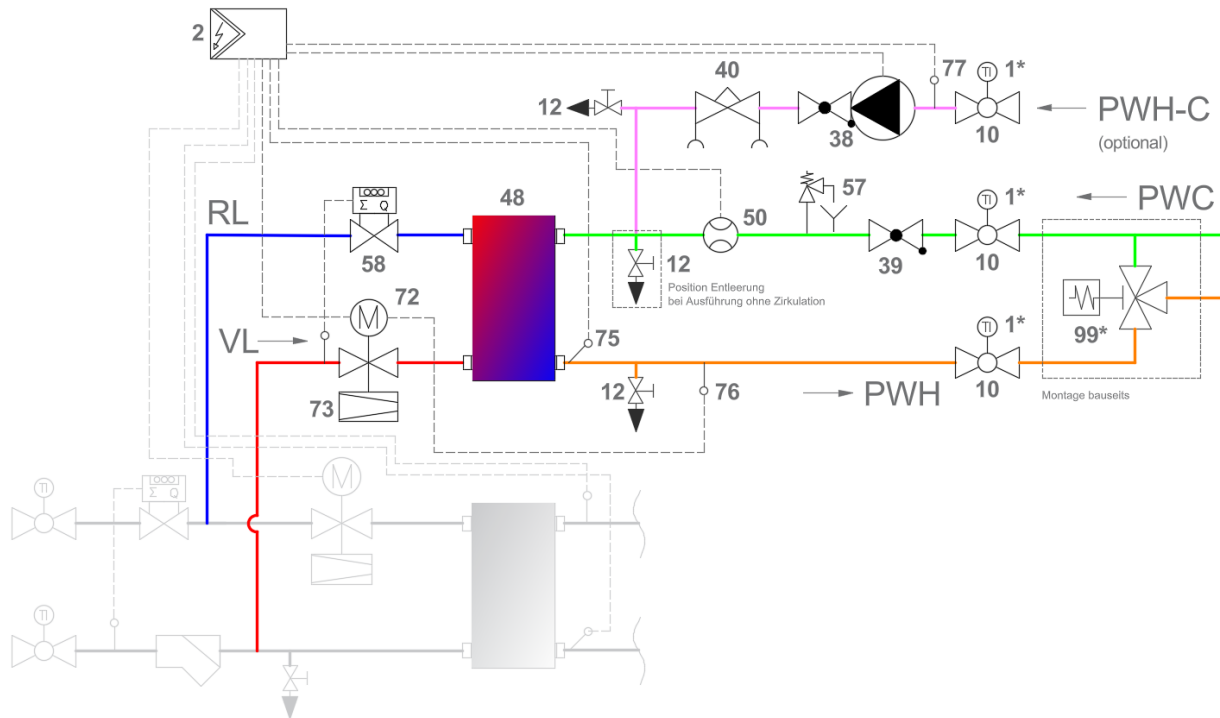 2
40
77
1*
12
38
10
PWH-C
(optional)
RL
Σ Q
58
48
50
57
1*
PWC
39
10
12
Position Entleerung
bei Ausführung ohne Zirkulation
72
M
VL
75
1*
99*
73
12
76
PWH
10
Montage bauseits
TI
TI
TI
M
Σ Q
TI
TI